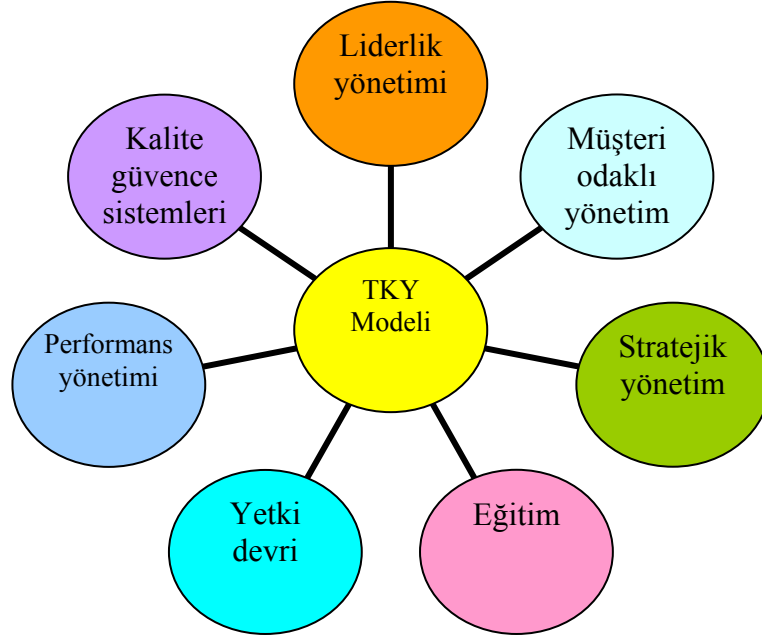 Liderlik
yönetimi
Müşteri
odaklı
yönetim
Stratejik
yönetim
Eğitim
Yetki
devri
Performans
yönetimi
Kalite
güvence
sistemleri
TKY
Modeli